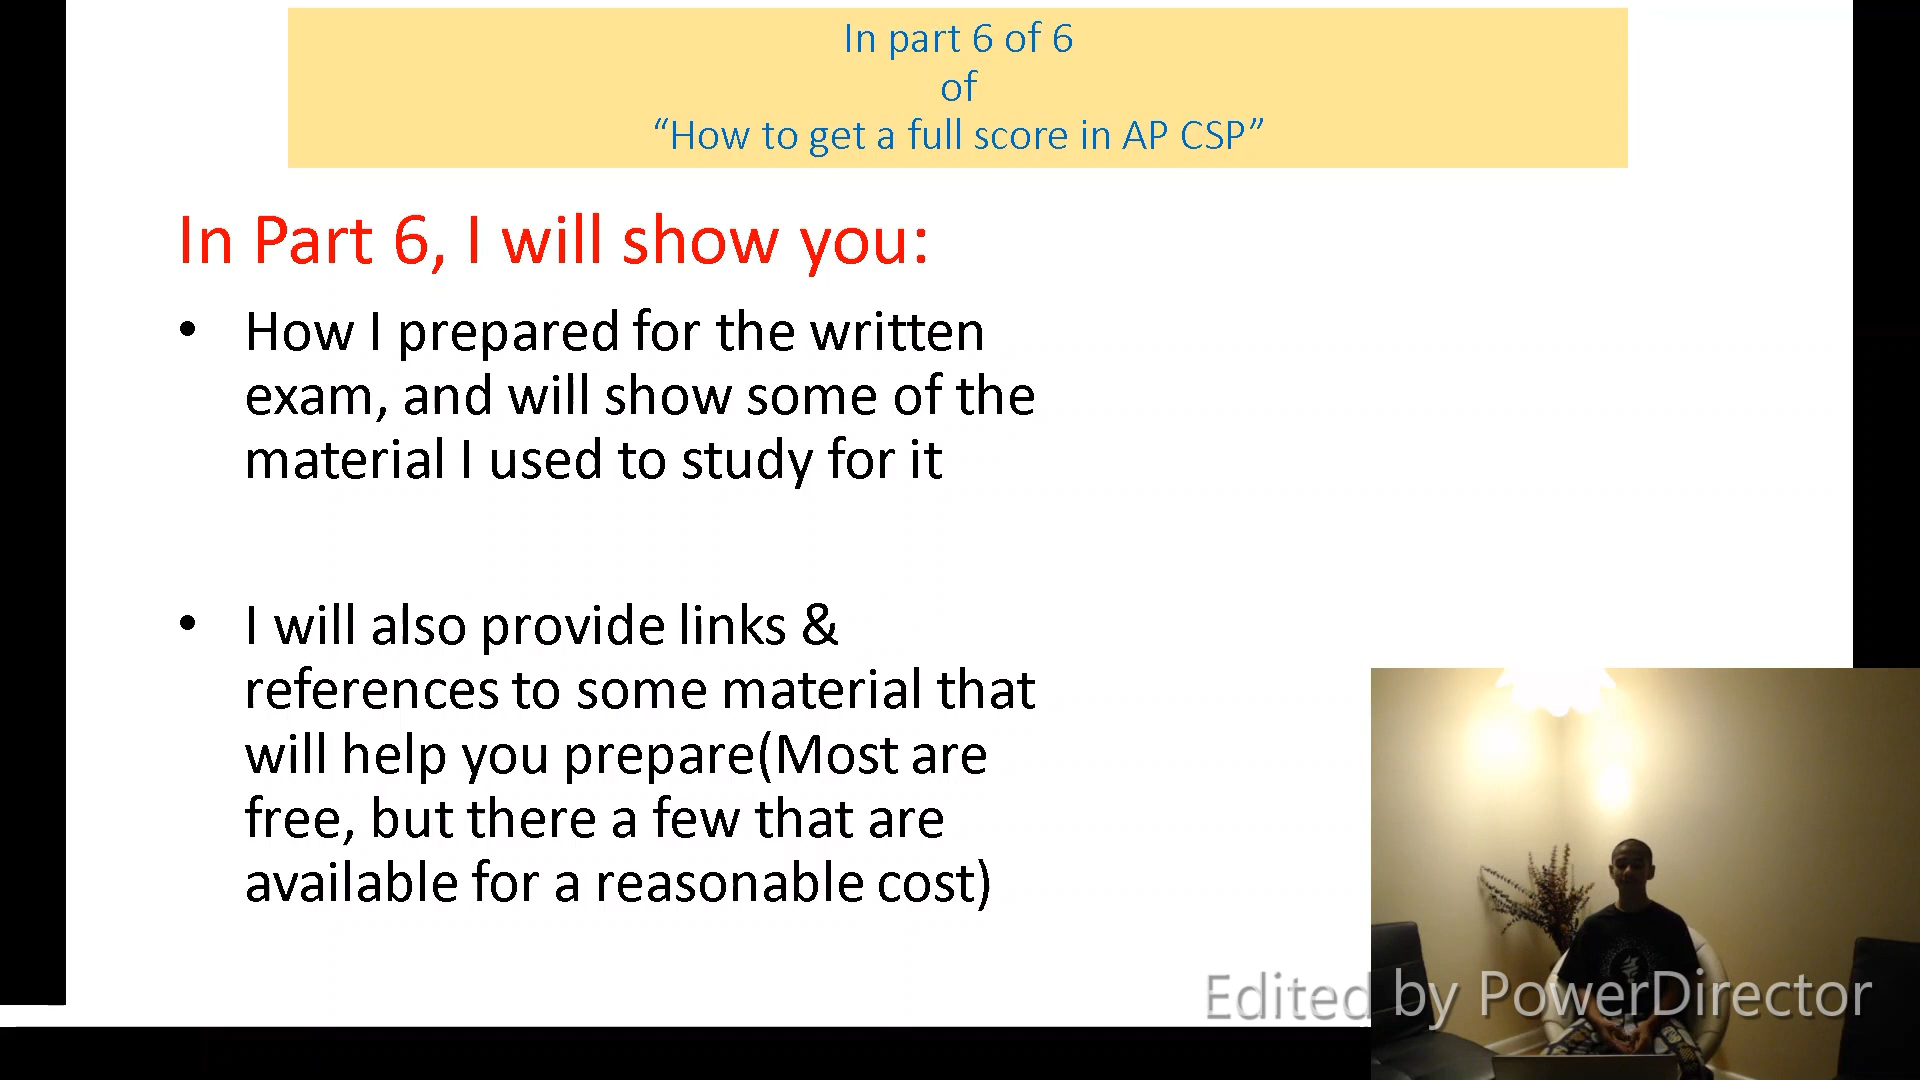 In part 6 of 6
of
“How to get a full score in AP CSP”
In Part 6, I will show you:
• How I prepared for the written
exam, and will show some of the
material I used to study for it
• I will also provide links &
references to some material that
will help you prepare(Most are
free, but there a few that are
available for a reasonable cost)
Edited by PowerDirector